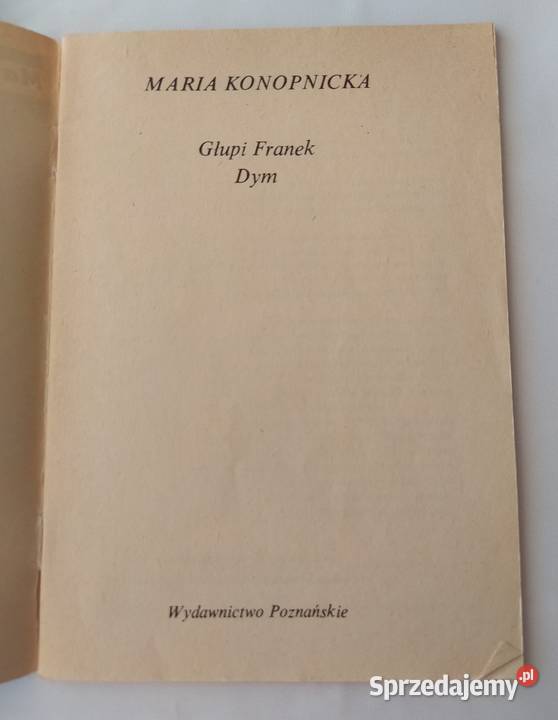 MARIA KONOPNICKA
Głupi Franek
Dym
Wydawnictwo Poznańskie
Sprzedajemy.pl